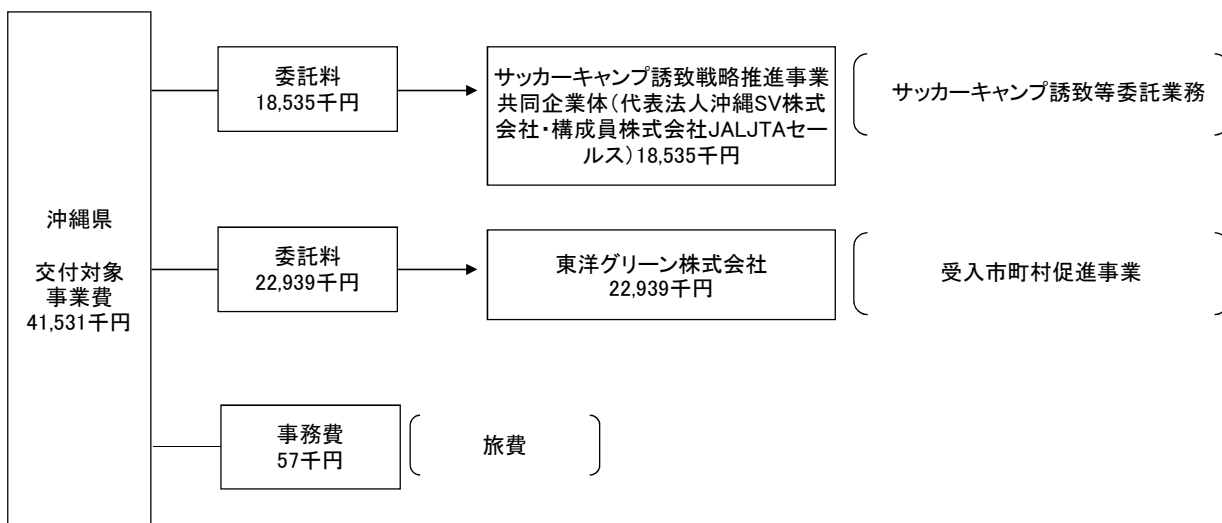 沖縄県
交付対象
事業費
41,531千円
委託料
18,535千円
サッカーキャンプ誘致戦略推進事業
共同企業体(代表法人沖縄SV株式
会社・構成員株式会社JALJTAセー
ルス)18,535千円
サッカーキャンプ誘致等委託業務
委託料
22,939千円
東洋グリーン株式会社
22,939千円
受入市町村促進事業
事務費
57千円
旅費